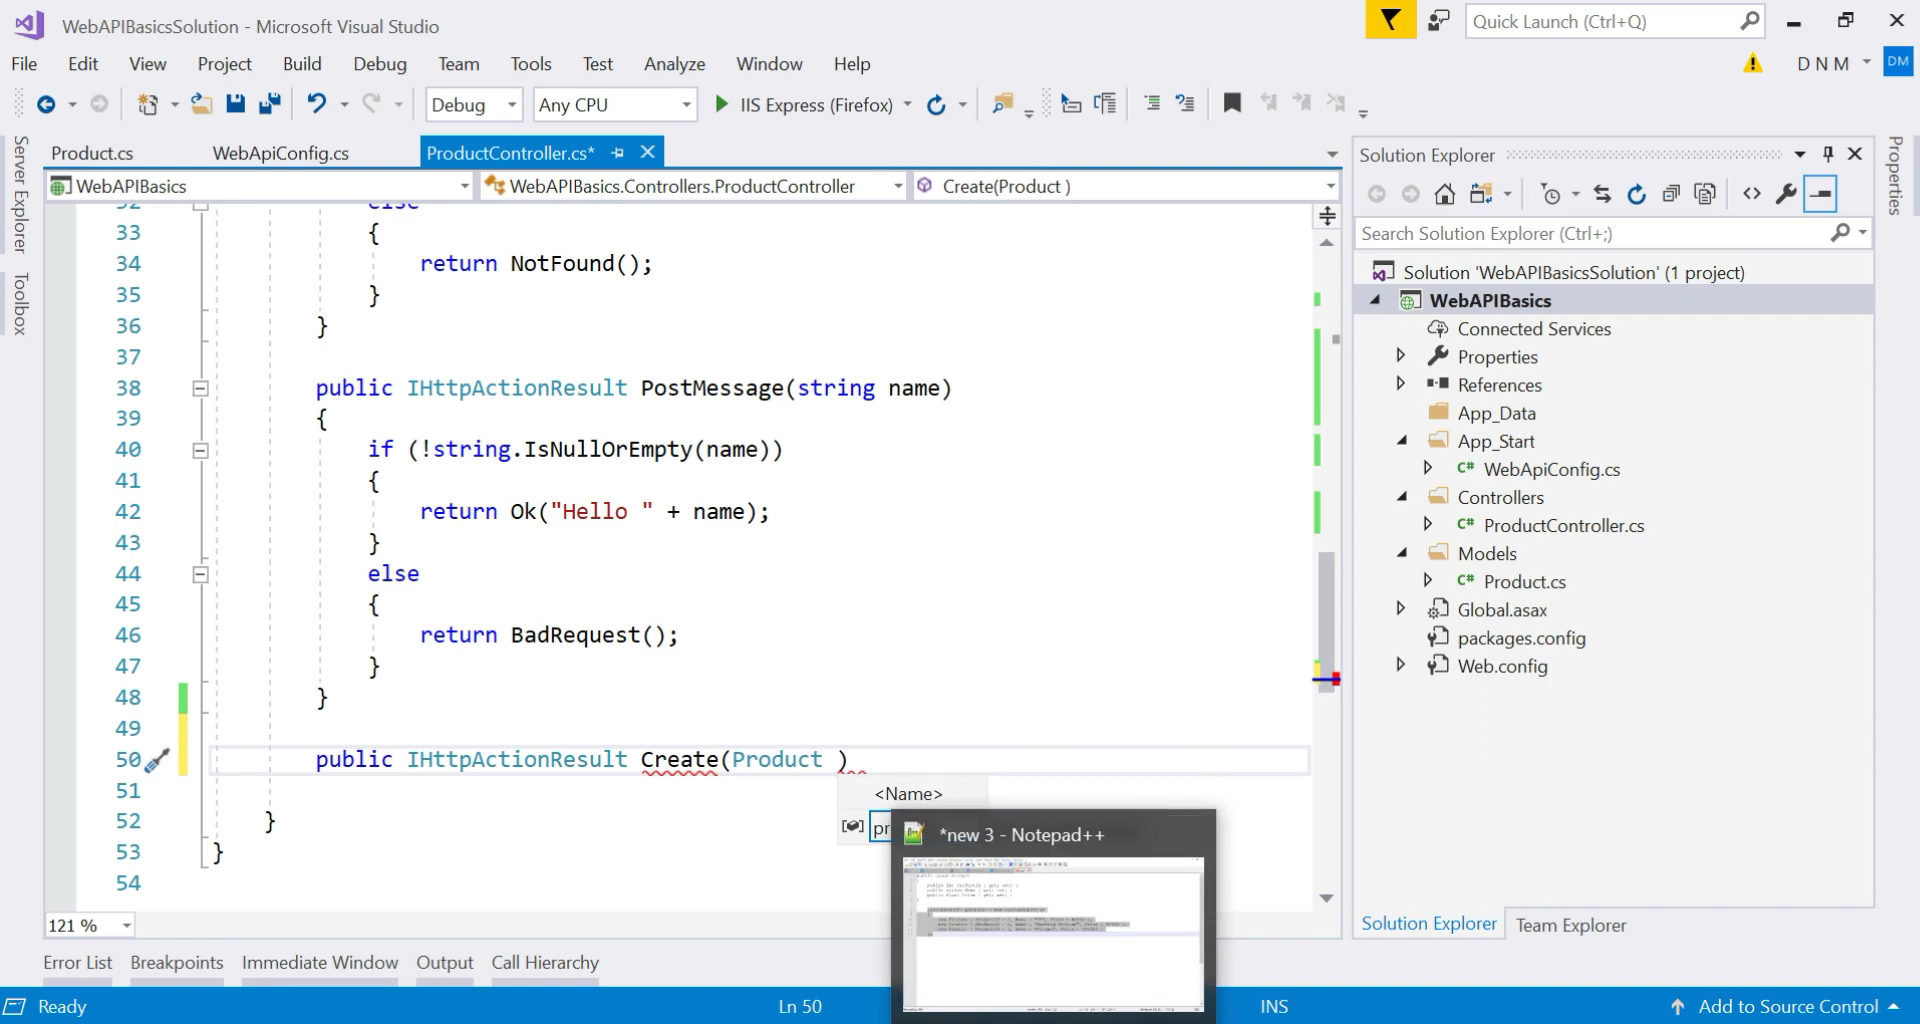 WebAPIBasicsSolution - Microsoft Visual Studio
Quick Launch (Ctrl+Q)
File Edit View Project Build Debug Team Tools Test Analyze Window Help
D N M
DM
Debug
Any CPU
IIS Express (Firefox)
Server Explorer
Toolbox
Product.cs
WebApiConfig.cs
ProductController.cs*
WebAPIBasics
WebAPIBasics.Controllers.ProductController
Create(Product )
32 else
33 {
34 return NotFound();
35 }
36 }
37
38 public IHttpActionResult PostMessage(string name)
39 {
40 if (!string.IsNullOrEmpty(name))
41 {
42 return Ok("Hello " + name);
43 }
44 else
45 {
46 return BadRequest();
47 }
48 }
49
50 public IHttpActionResult Create(Product )
51
52 }
53 }
54
<Name>
pr
*new 3 - Notepad++
121 %
Solution Explorer
Search Solution Explorer (Ctrl+;)
Solution 'WebAPIBasicsSolution' (1 project)
WebAPIBasics
Connected Services
Properties
References
App_Data
App_Start
C# WebApiConfig.cs
Controllers
C# ProductController.cs
Models
C# Product.cs
Global.asax
packages.config
Web.config
Solution Explorer
Team Explorer
Properties
Error List Breakpoints Immediate Window Output Call Hierarchy
Ready
Ln 50
INS
Add to Source Control